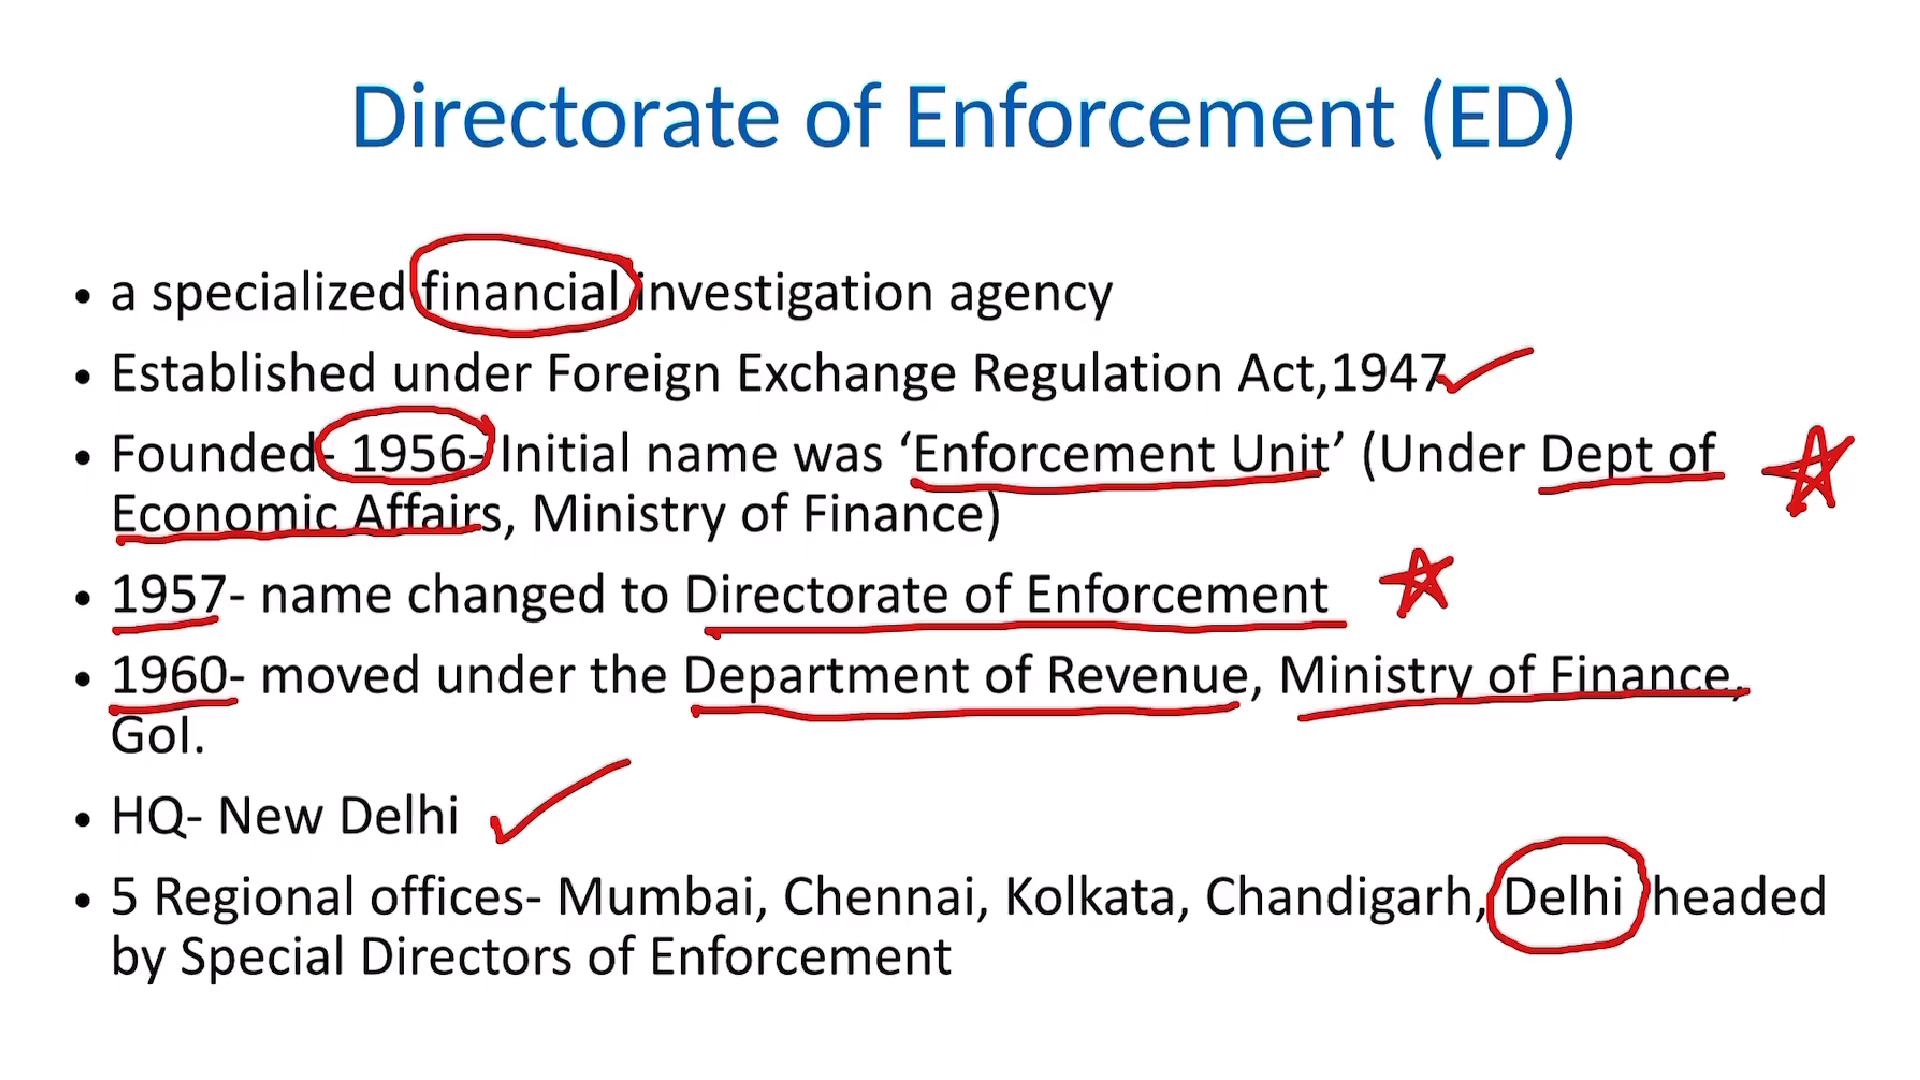 Directorate of Enforcement (ED)
• a specialized financial investigation agency
• Established under Foreign Exchange Regulation Act,1947
• Founded- 1956- Initial name was ‘Enforcement Unit’ (Under Dept of
Economic Affairs, Ministry of Finance)
• 1957- name changed to Directorate of Enforcement
• 1960- moved under the Department of Revenue, Ministry of Finance,
GoI.
• HQ- New Delhi
• 5 Regional offices- Mumbai, Chennai, Kolkata, Chandigarh, Delhi headed
by Special Directors of Enforcement